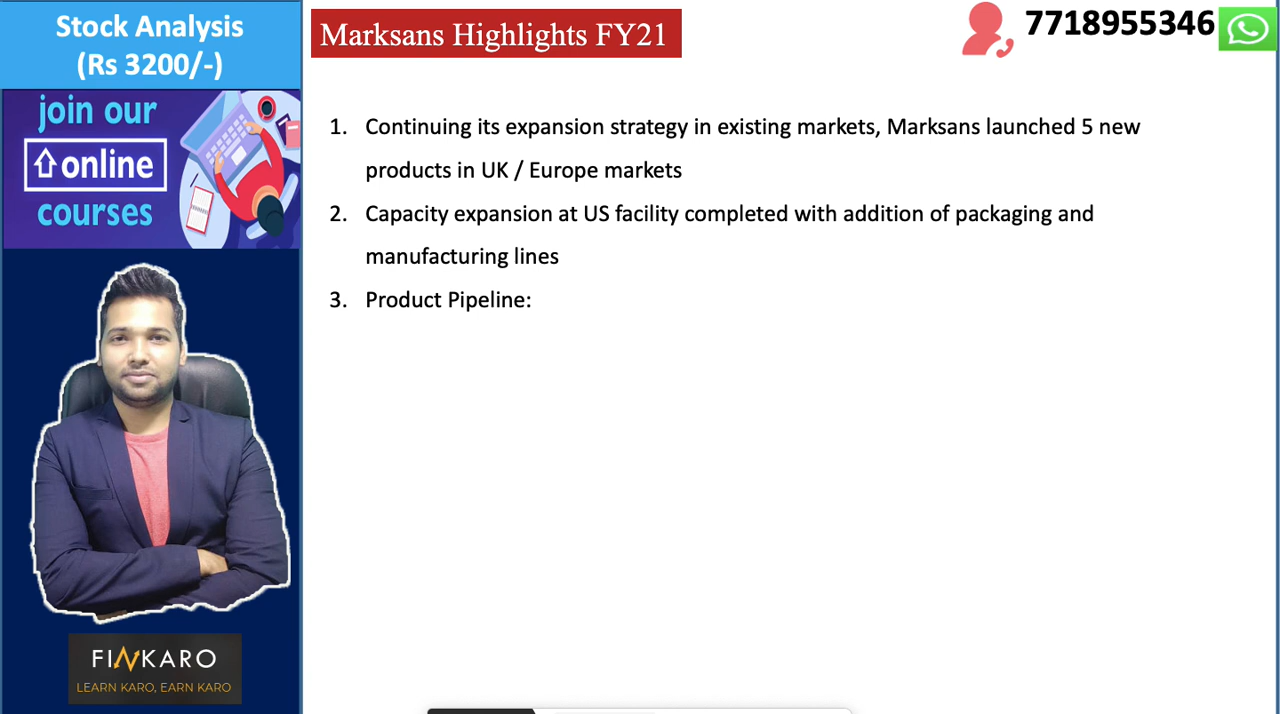 Stock Analysis
(Rs 3200/-)
join our
online
courses
FINKARO
LEARN KARO, EARN KARO
Marksans Highlights FY21
7718955346
1. Continuing its expansion strategy in existing markets, Marksans launched 5 new
products in UK / Europe markets
2. Capacity expansion at US facility completed with addition of packaging and
manufacturing lines
3. Product Pipeline: